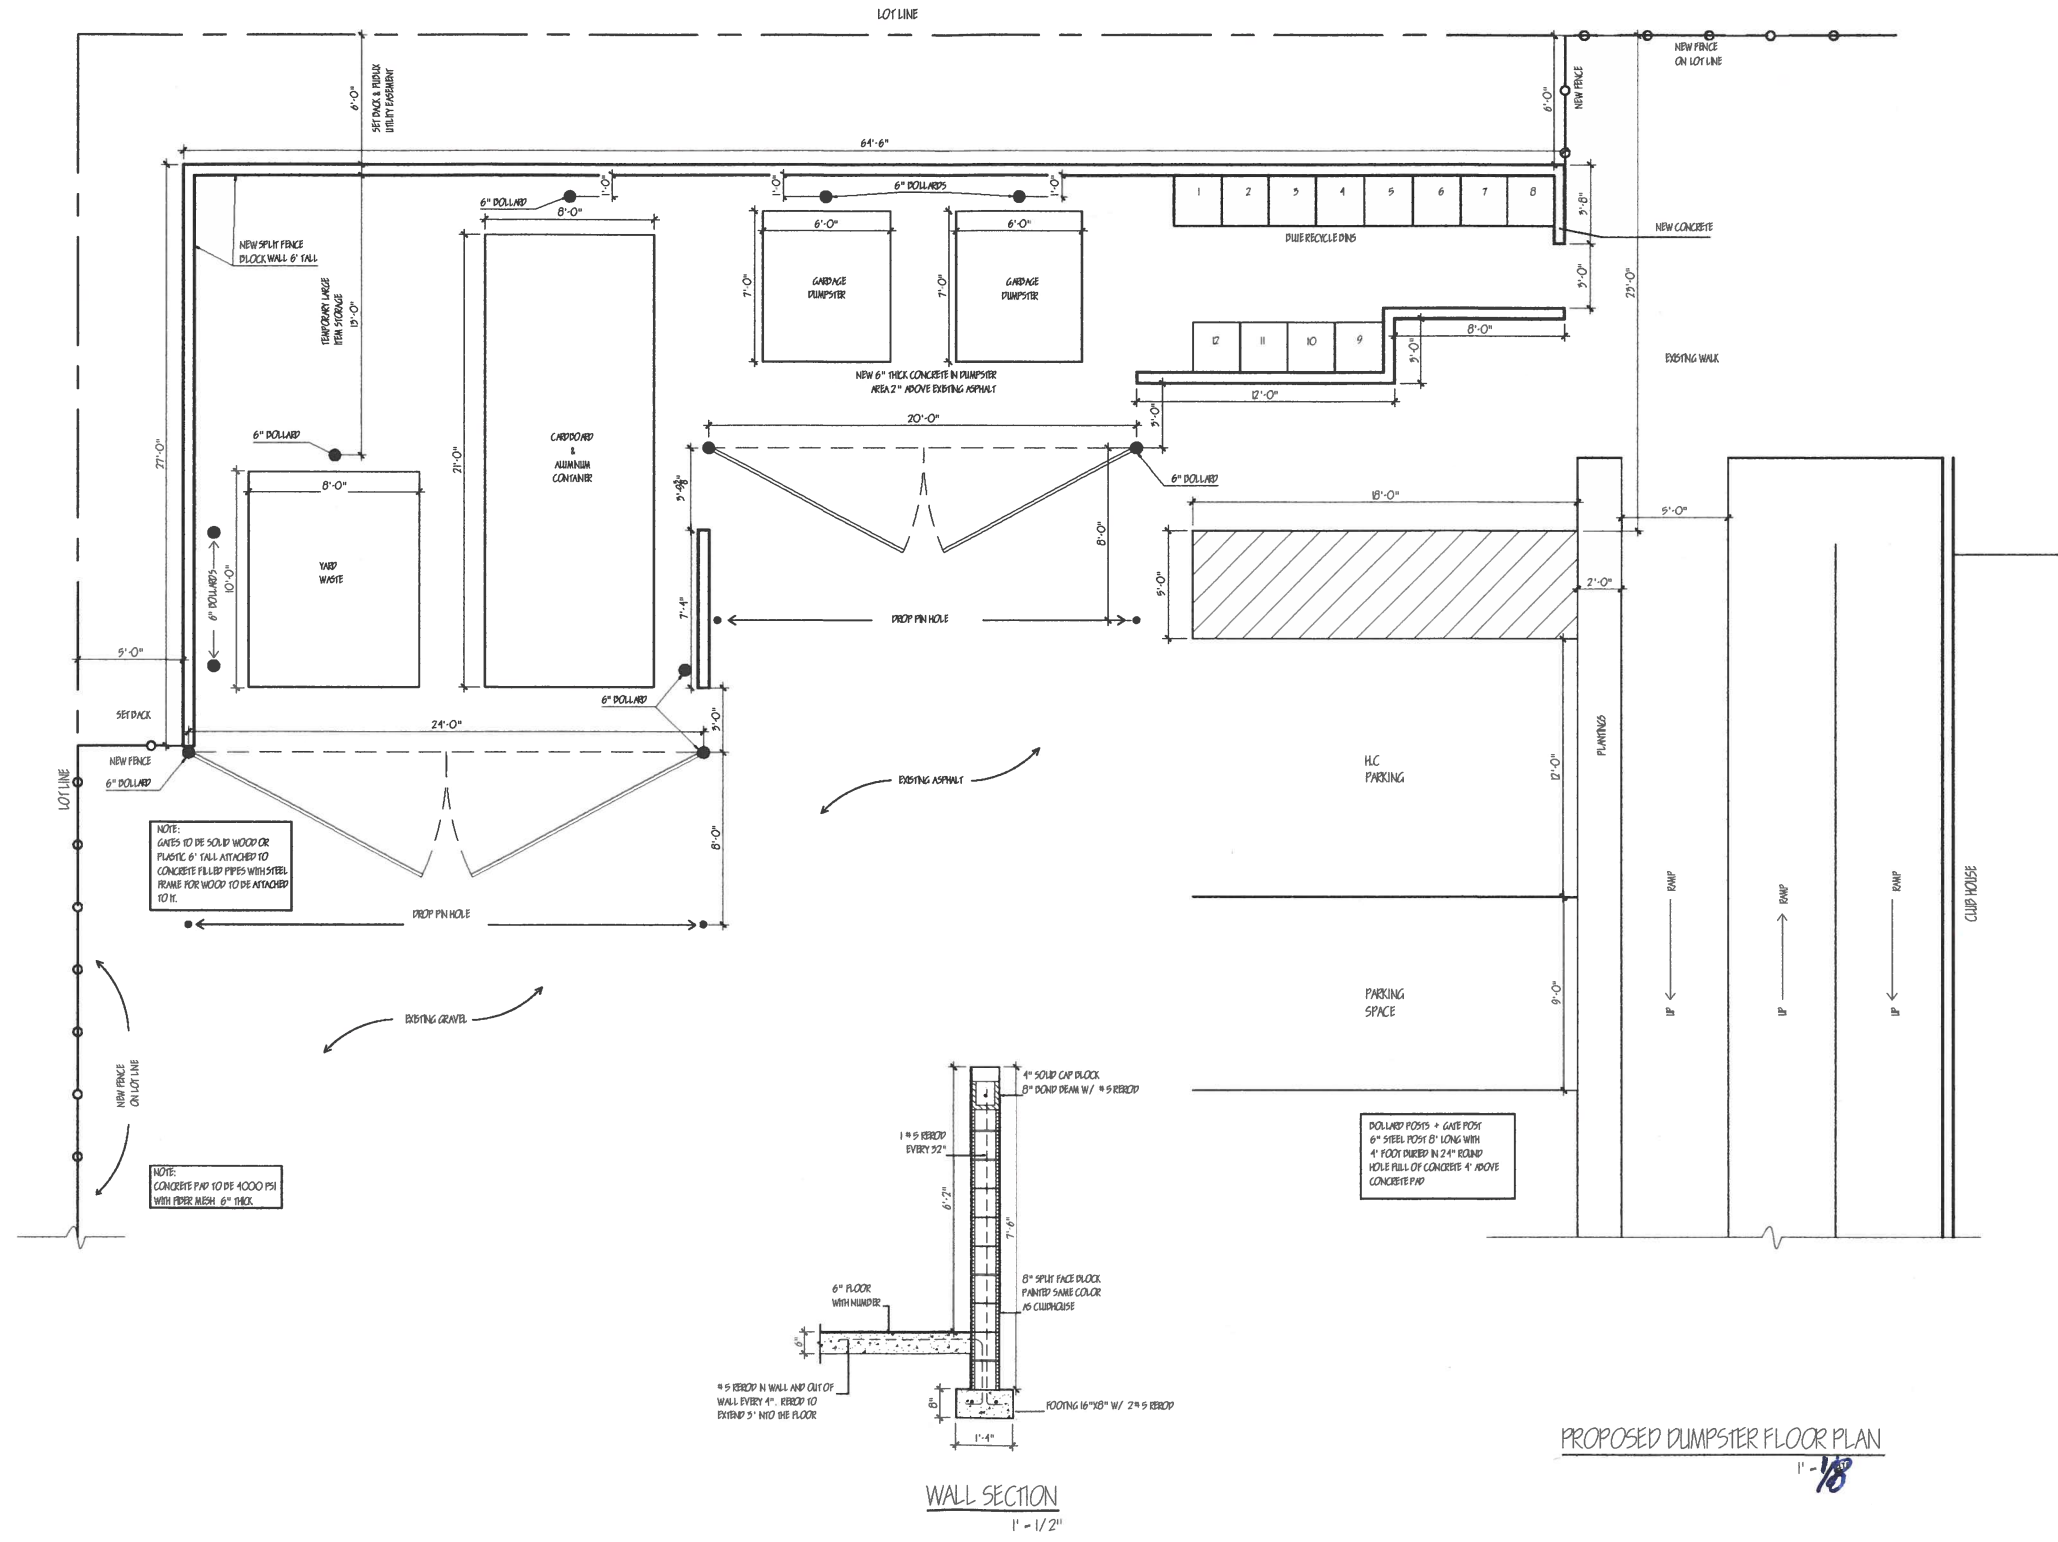 LOT LINE
NEW FENCE
ON LOT LINE
6'-0"
SET BACK & PUBLIX
UTILITY EASEMENT
6'-0"
NEW FENCE
64'-6"
6" BOLLARD
1'-0"
8'-0"
1'-0"
6" BOLLARDS
1'-0"
1
2
3
4
5
6
7
8
3'-8"
NEW CONCRETE
BLUE RECYCLE BINS
NEW SPLIT FENCE
BLOCK WALL 6' TALL
6'-0"
6'-0"
TEMPORARY LARGE
ITEM STORAGE
13'-0"
7'-0"
GARBAGE
DUMPSTER
7'-0"
GARBAGE
DUMPSTER
3'-0"
23'-0"
12
11
10
9
8'-0"
3'-0"
EXISTING WALK
NEW 6" THICK CONCRETE IN DUMPSTER
AREA 2" ABOVE EXISTING ASPHALT
12'-0"
3'-0"
20'-0"
27'-0"
6" BOLLARD
21'-0"
CARDBOARD
&
ALUMINIUM
CONTAINER
8'-0"
6" BOLLARD
18'-0"
5'-0"
8'-0"
10'-0"
6" BOLLARDS
YARD
WASTE
7'-4"
DROP PIN HOLE
5'-0"
2'-0"
5'-0"
SET BACK
6" BOLLARD
24'-0"
3'-0"
PLANTINGS
NEW FENCE
6" BOLLARD
LOT LINE
EXISTING ASPHALT
H.C
PARKING
12'-0"
NOTE:
GATES TO BE SOLID WOOD OR
PLASTIC 6' TALL ATTACHED TO
CONCRETE FILLED PIPES WITH STEEL
FRAME FOR WOOD TO BE ATTACHED
TO IT.
8'-0"
DROP PIN HOLE
RAMP
UP
RAMP
UP
RAMP
UP
CLUB HOUSE
PARKING
SPACE
9'-0"
EXISTING GRAVEL
NEW FENCE
ON LOT LINE
NOTE:
CONCRETE PAD TO BE 4000 PSI
WITH FIBER MESH 6" THICK
4" SOLID CAP BLOCK
8" BOND BEAM W/ #5 REROD
1 #5 REROD
EVERY 32"
6'-2"
7'-6"
8" SPLIT FACE BLOCK
PAINTED SAME COLOR
AS CLUBHOUSE
6" FLOOR
WITH NUMBER
6"
#5 REROD IN WALL AND OUT OF
WALL EVERY 4". REROD TO
EXTEND 3' INTO THE FLOOR
8"
FOOTING 16"X8" W/ 2 #5 REROD
1'-4"
WALL SECTION
1' - 1/2"
BOLLARD POSTS + GATE POST
6" STEEL POST 8' LONG WITH
4' FOOT BURIED IN 24" ROUND
HOLE FULL OF CONCRETE 4' ABOVE
CONCRETE PAD
PROPOSED DUMPSTER FLOOR PLAN
1' - 1/8